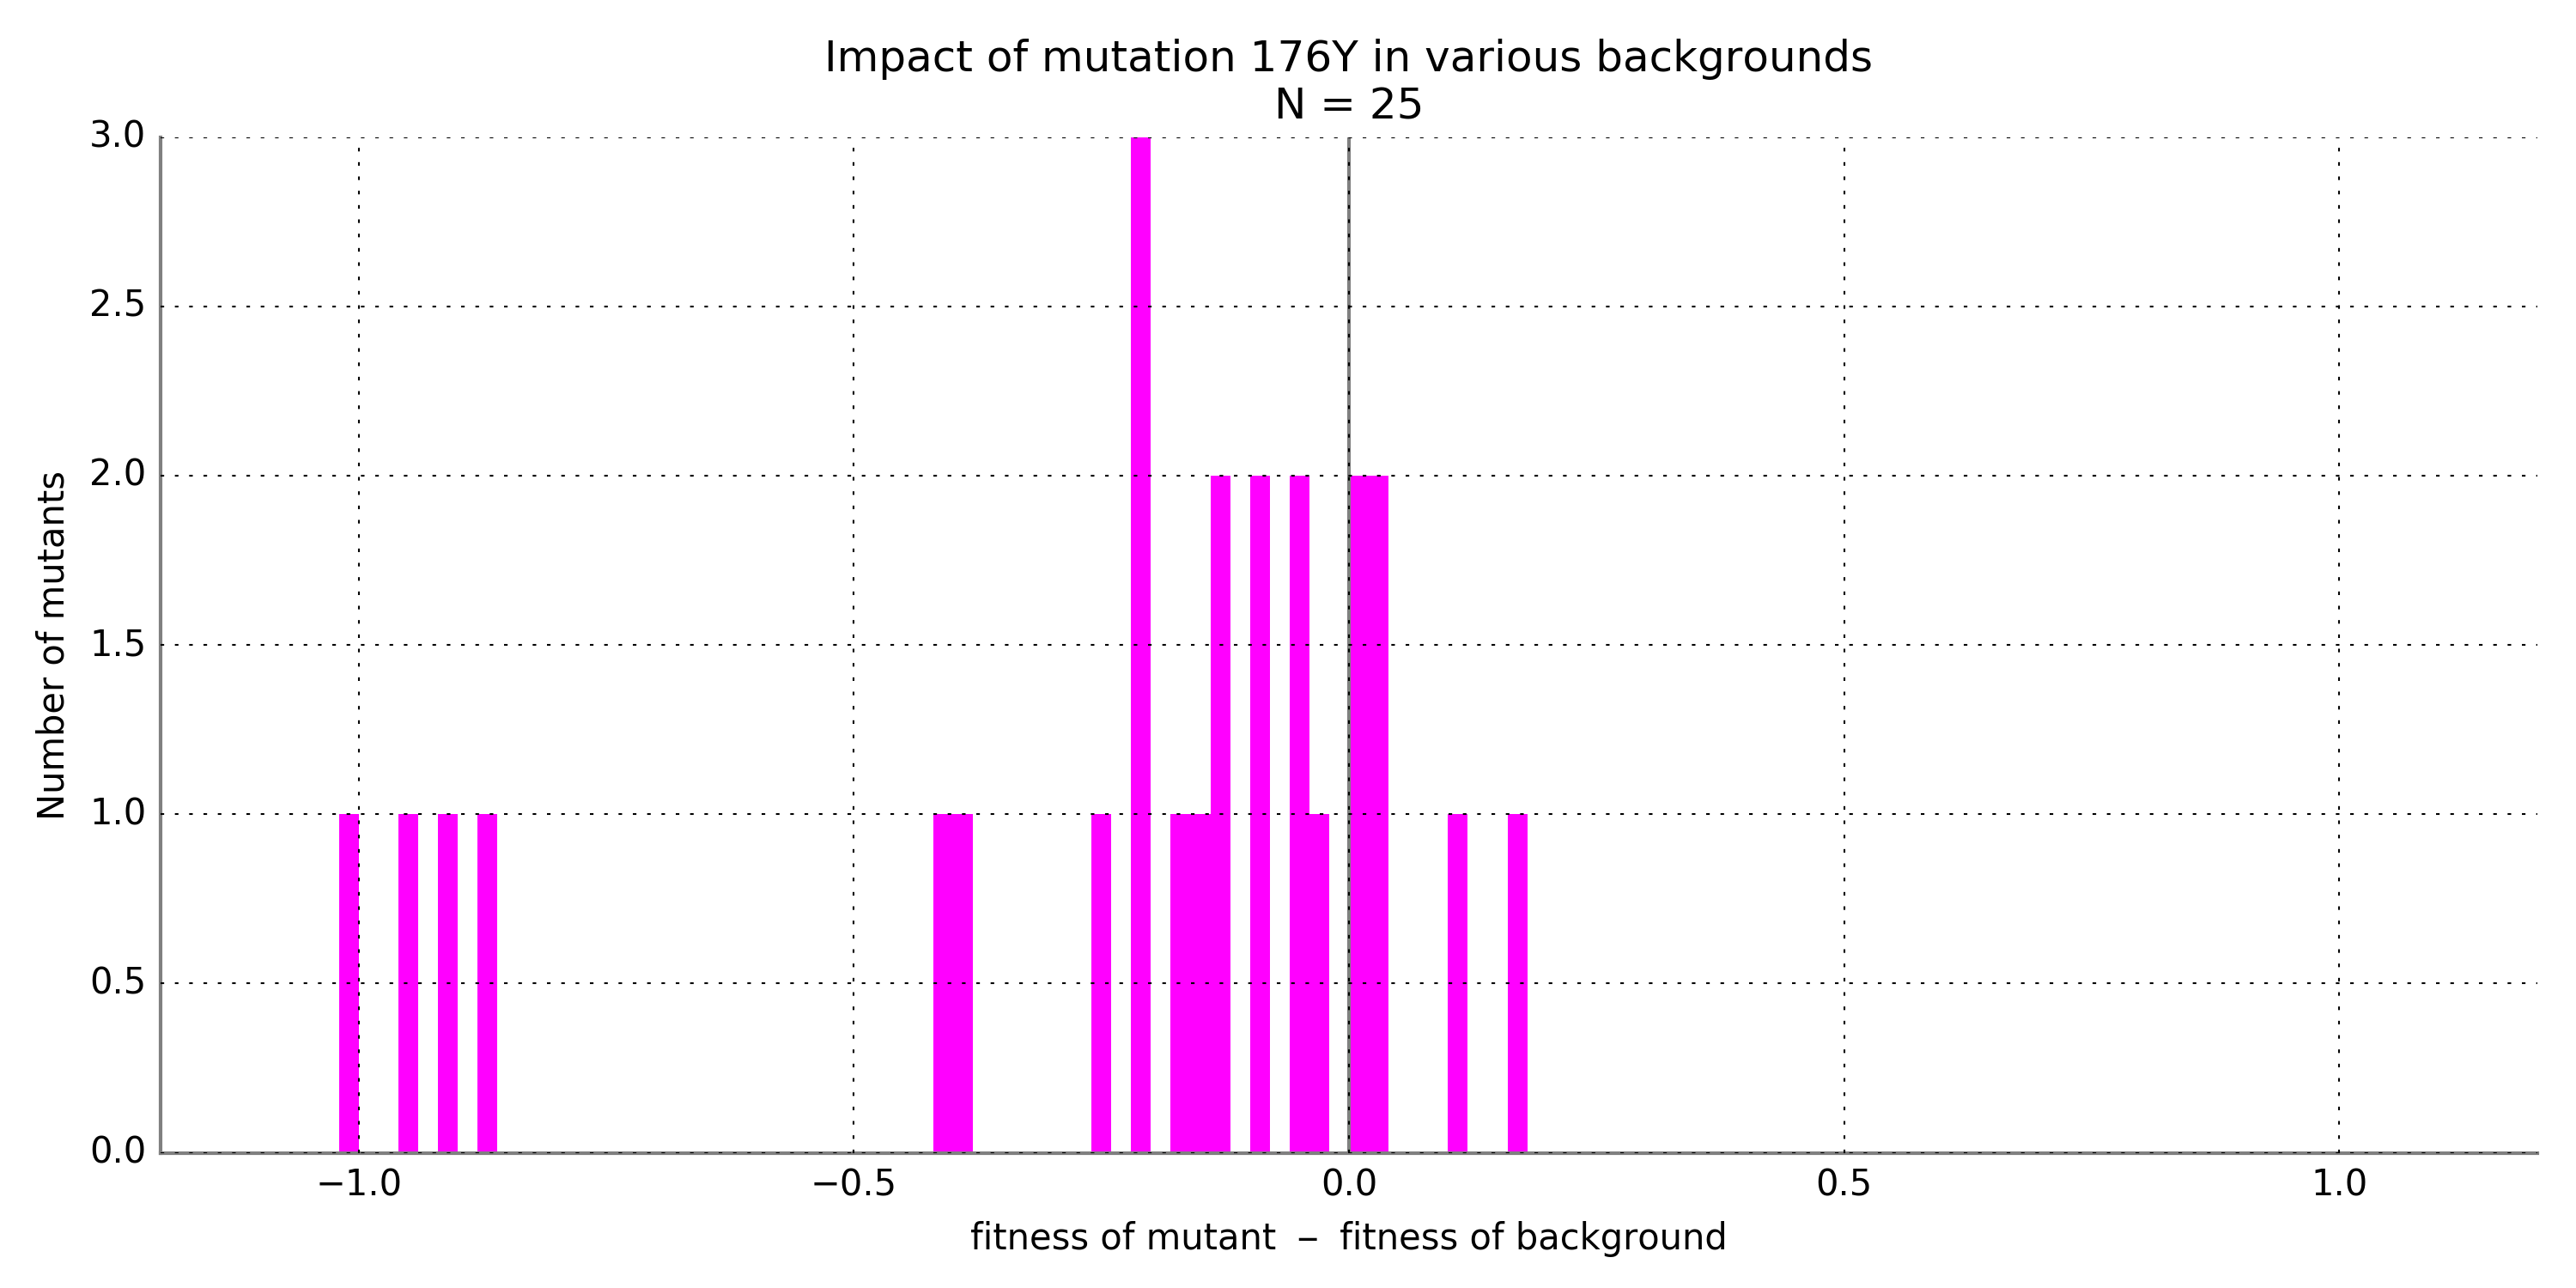 Impact of mutation 176Y in various backgrounds
N = 25
3.0
2.5
2.0
1.5
1.0
0.5
0.0
Number of mutants
−1.0 −0.5 0.0 0.5 1.0
fitness of mutant – fitness of background